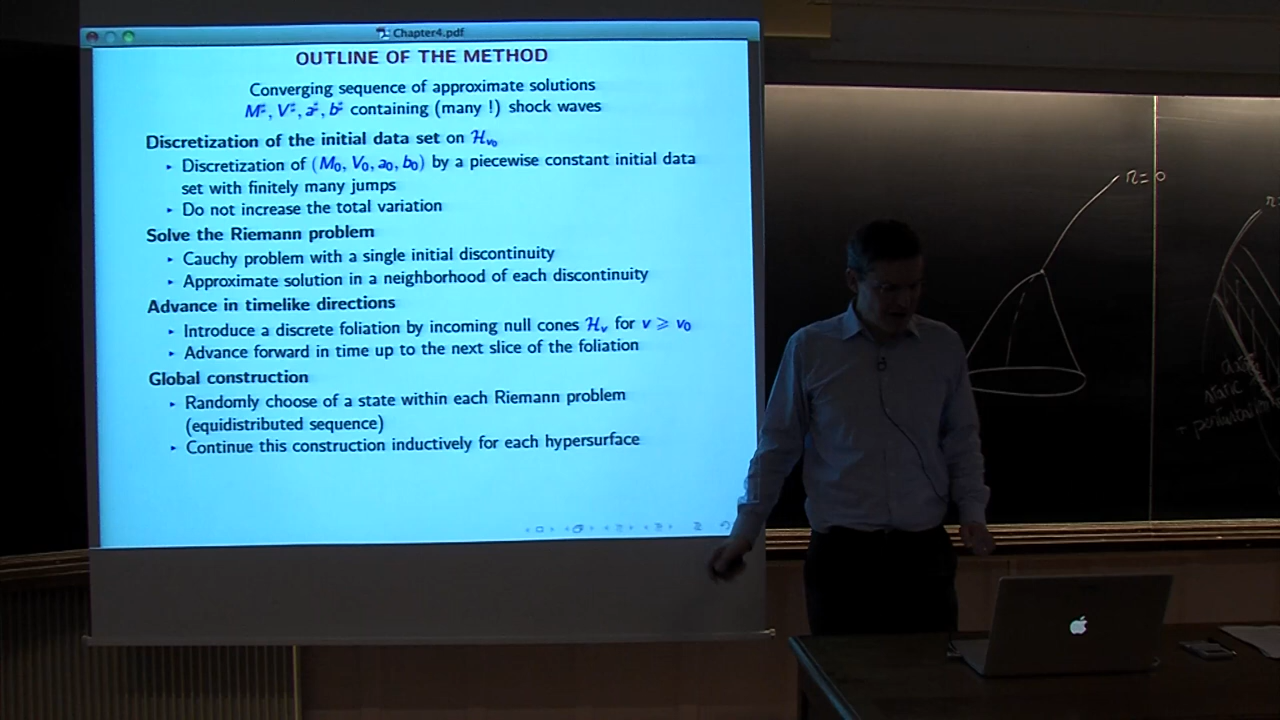 Chapter4.pdf
OUTLINE OF THE METHOD
Converging sequence of approximate solutions
M♯, V♯, a♯, b♯ containing (many !) shock waves
Discretization of the initial data set on ℋv₀
‣ Discretization of (M₀, V₀, a₀, b₀) by a piecewise constant initial data
set with finitely many jumps
‣ Do not increase the total variation
Solve the Riemann problem
‣ Cauchy problem with a single initial discontinuity
‣ Approximate solution in a neighborhood of each discontinuity
Advance in timelike directions
‣ Introduce a discrete foliation by incoming null cones ℋv for v ⩾ v₀
‣ Advance forward in time up to the next slice of the foliation
Global construction
‣ Randomly choose of a state within each Riemann problem
(equidistributed sequence)
‣ Continue this construction inductively for each hypersurface
r=0
static